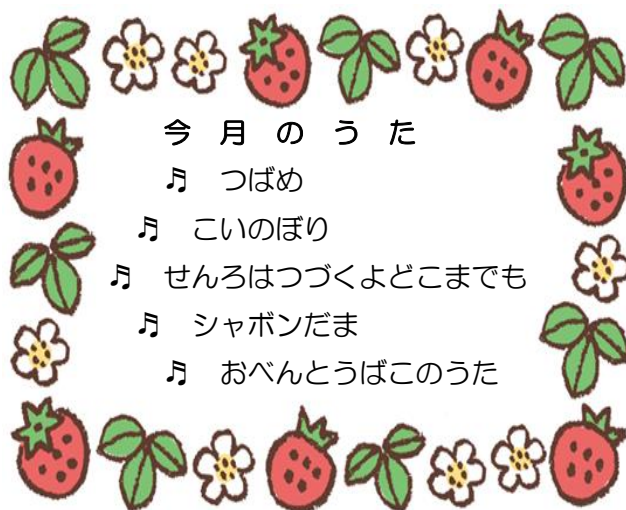 今 月 の う た
♬ つばめ
♬ こいのぼり
♬ せんろはつづくよどこまでも
♬ シャボンだま
♬ おべんとうばこのうた